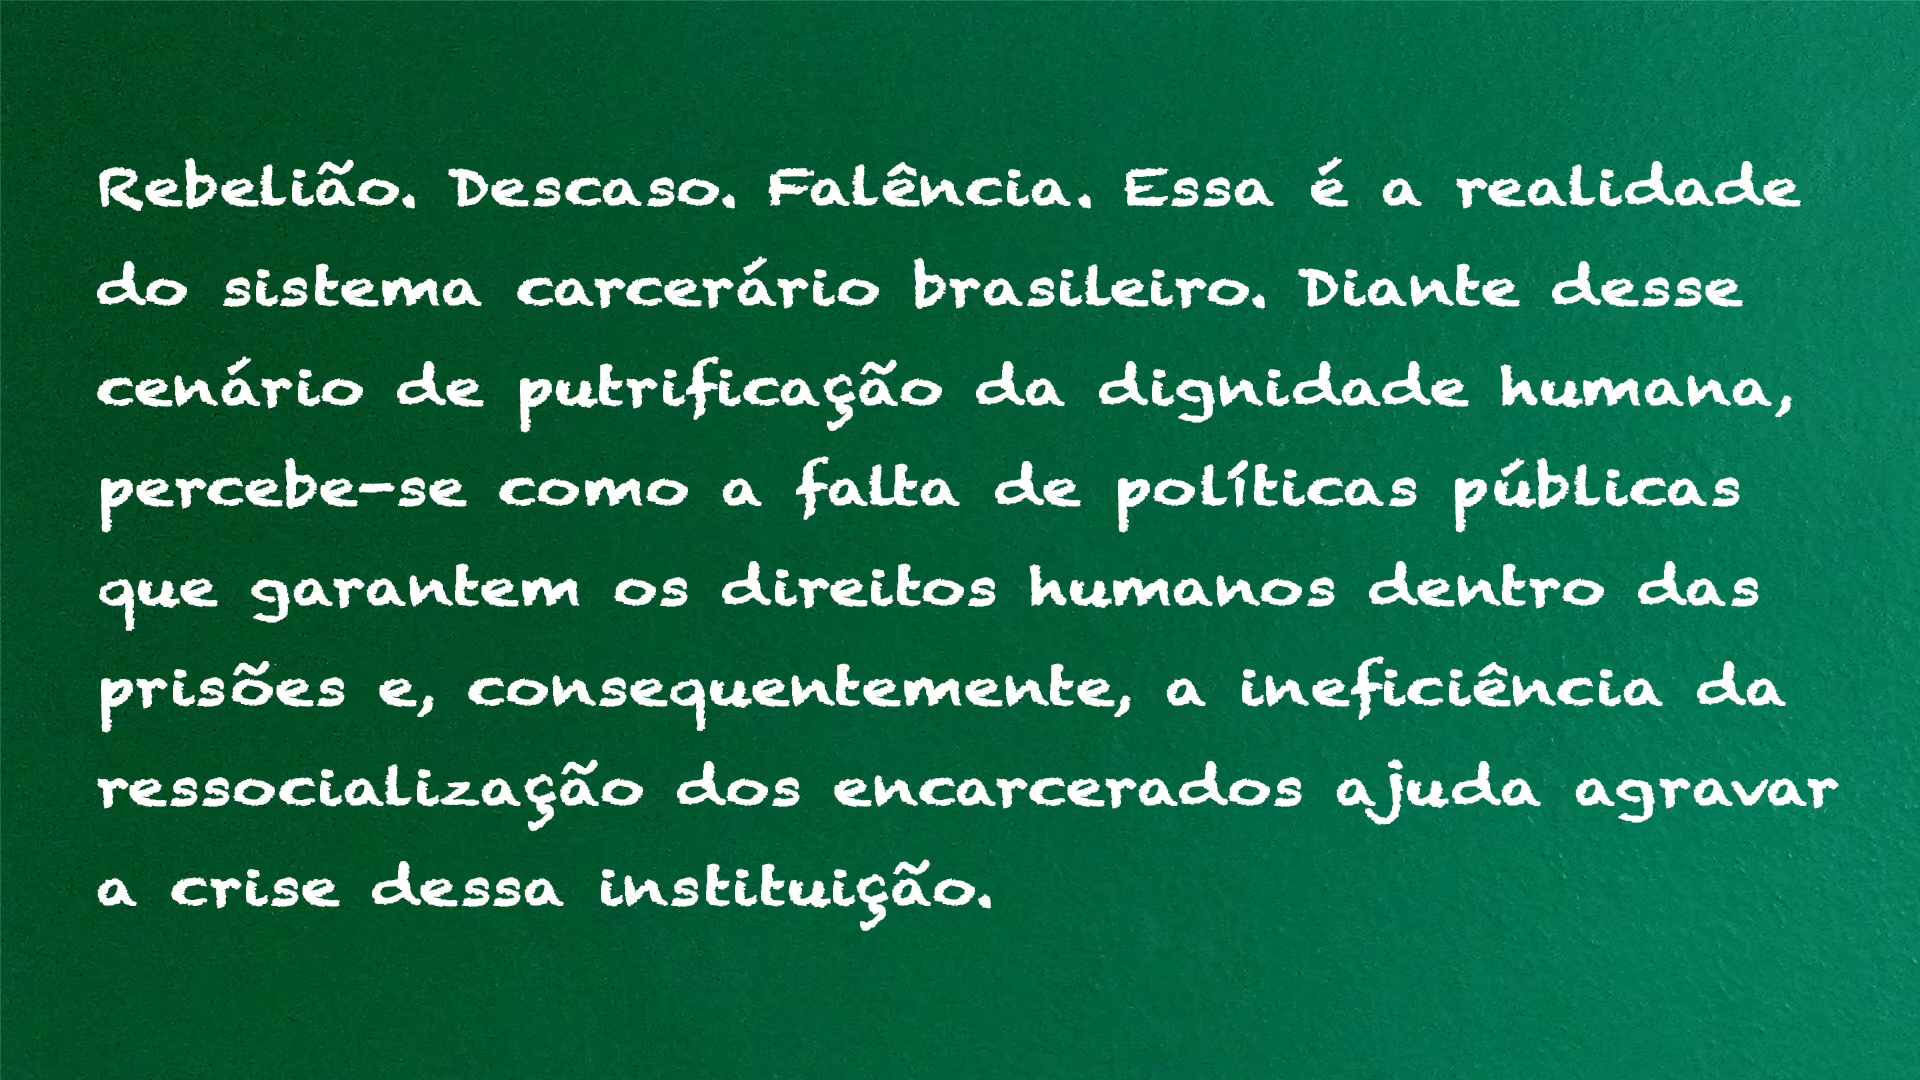 Rebelião. Descaso. Falência. Essa é a realidade
do sistema carcerário brasileiro. Diante desse
cenário de putrificação da dignidade humana,
percebe-se como a falta de políticas públicas
que garantem os direitos humanos dentro das
prisões e, consequentemente, a ineficiência da
ressocialização dos encarcerados ajuda agravar
a crise dessa instituição.